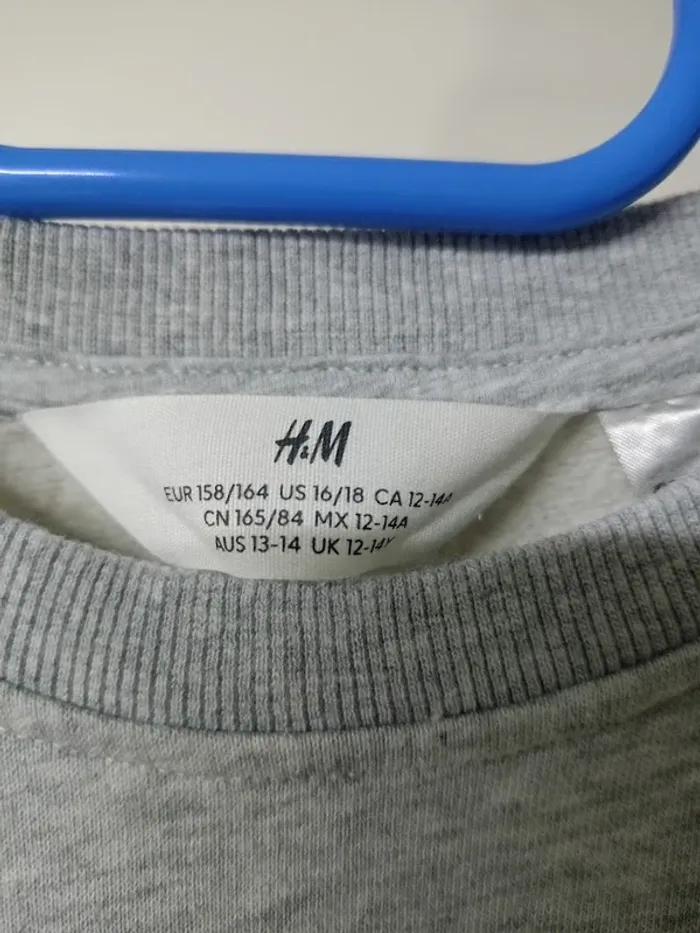 H&M
EUR 158/164 US 16/18 CA 12-14A
CN 165/84 MX 12-14A
AUS 13-14 UK 12-14Y